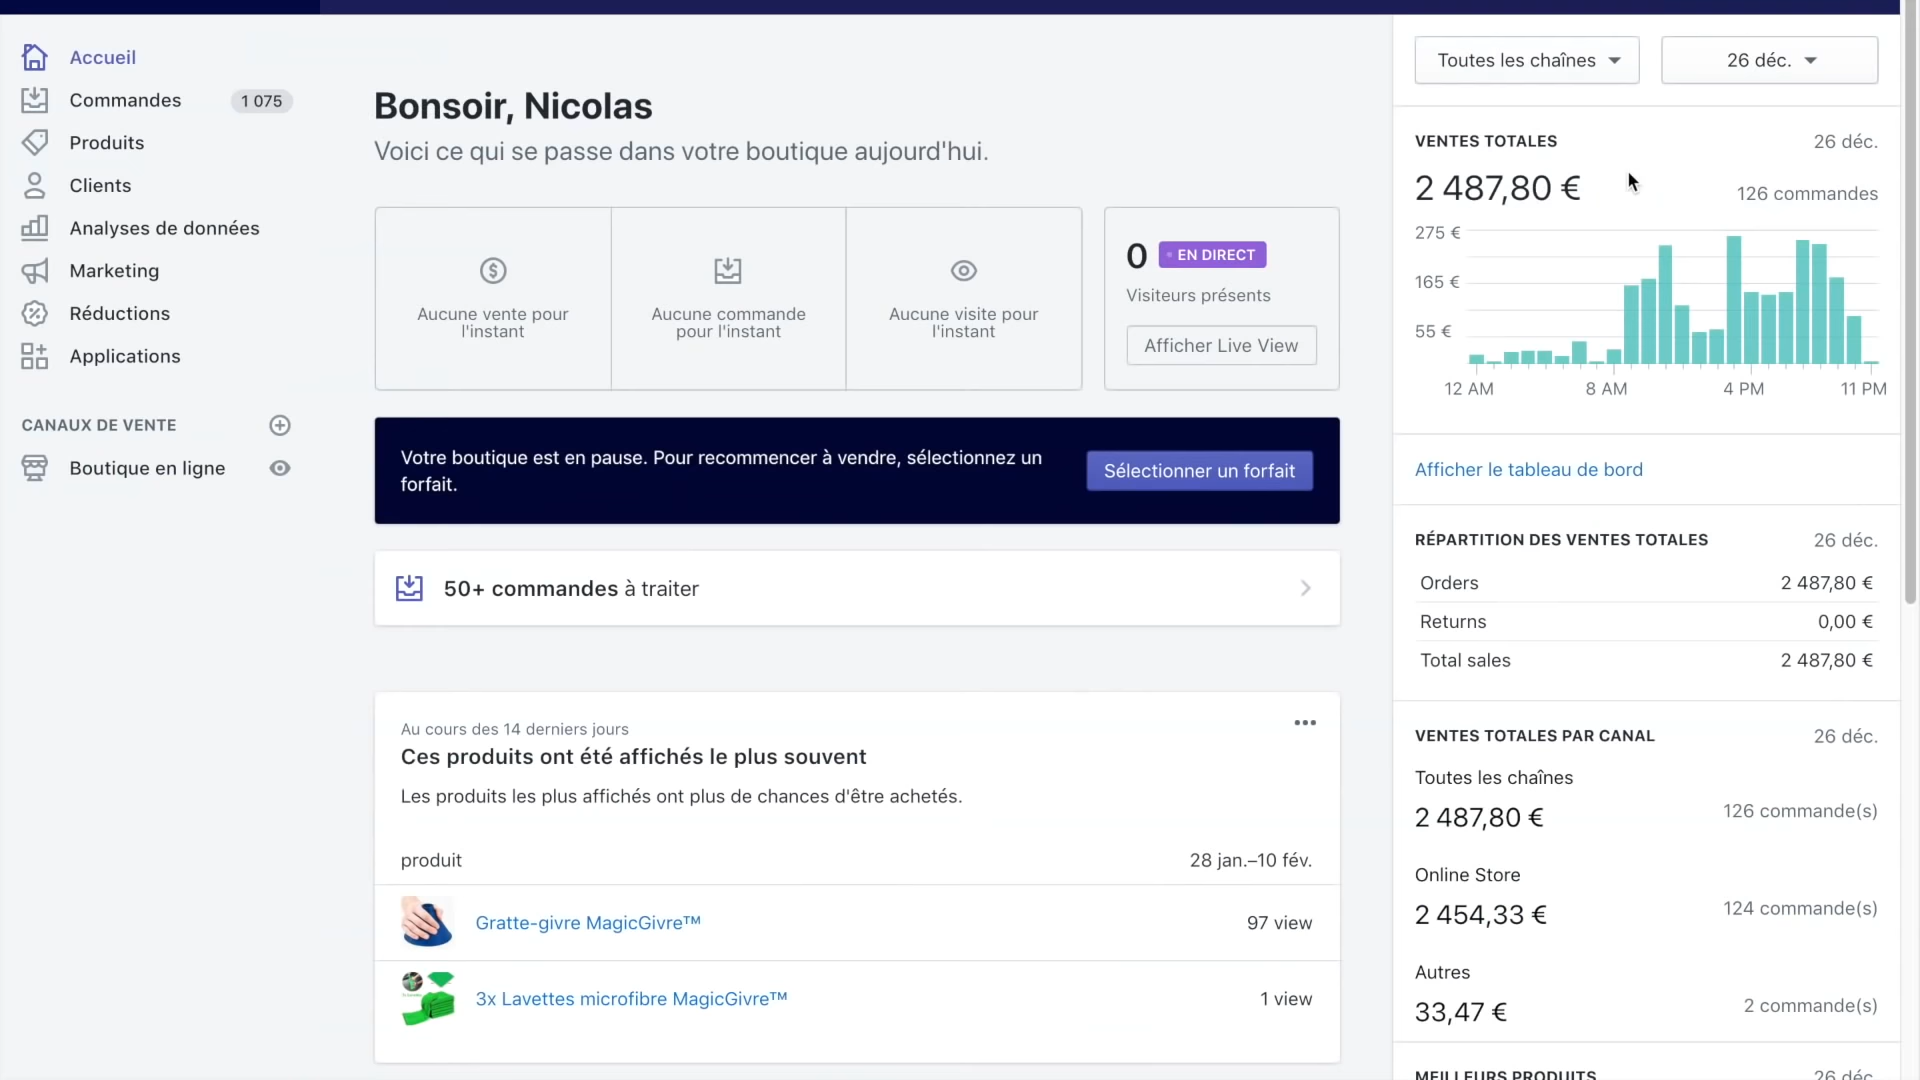 Accueil
Commandes 1 075
Produits
Clients
Analyses de données
Marketing
Réductions
Applications
CANAUX DE VENTE
Boutique en ligne
Bonsoir, Nicolas
Voici ce qui se passe dans votre boutique aujourd'hui.
Aucune vente pour
l'instant
Aucune commande
pour l'instant
Aucune visite pour
l'instant
0 EN DIRECT
Visiteurs présents
Afficher Live View
Votre boutique est en pause. Pour recommencer à vendre, sélectionnez un
forfait.
Sélectionner un forfait
50+ commandes à traiter
Au cours des 14 derniers jours
Ces produits ont été affichés le plus souvent
Les produits les plus affichés ont plus de chances d'être achetés.
produit 28 jan.–10 fév.
Gratte-givre MagicGivre™ 97 view
3x Lavettes microfibre MagicGivre™ 1 view
Toutes les chaînes 26 déc.
VENTES TOTALES 26 déc.
2 487,80 € 126 commandes
275 €
165 €
55 €
12 AM 8 AM 4 PM 11 PM
Afficher le tableau de bord
RÉPARTITION DES VENTES TOTALES 26 déc.
Orders 2 487,80 €
Returns 0,00 €
Total sales 2 487,80 €
VENTES TOTALES PAR CANAL 26 déc.
Toutes les chaînes
2 487,80 € 126 commande(s)
Online Store
2 454,33 € 124 commande(s)
Autres
33,47 € 2 commande(s)
MEILLEURS PRODUITS 26 déc.